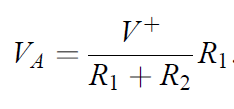 V_A = \frac{V^+}{R_1 + R_2} R_1.